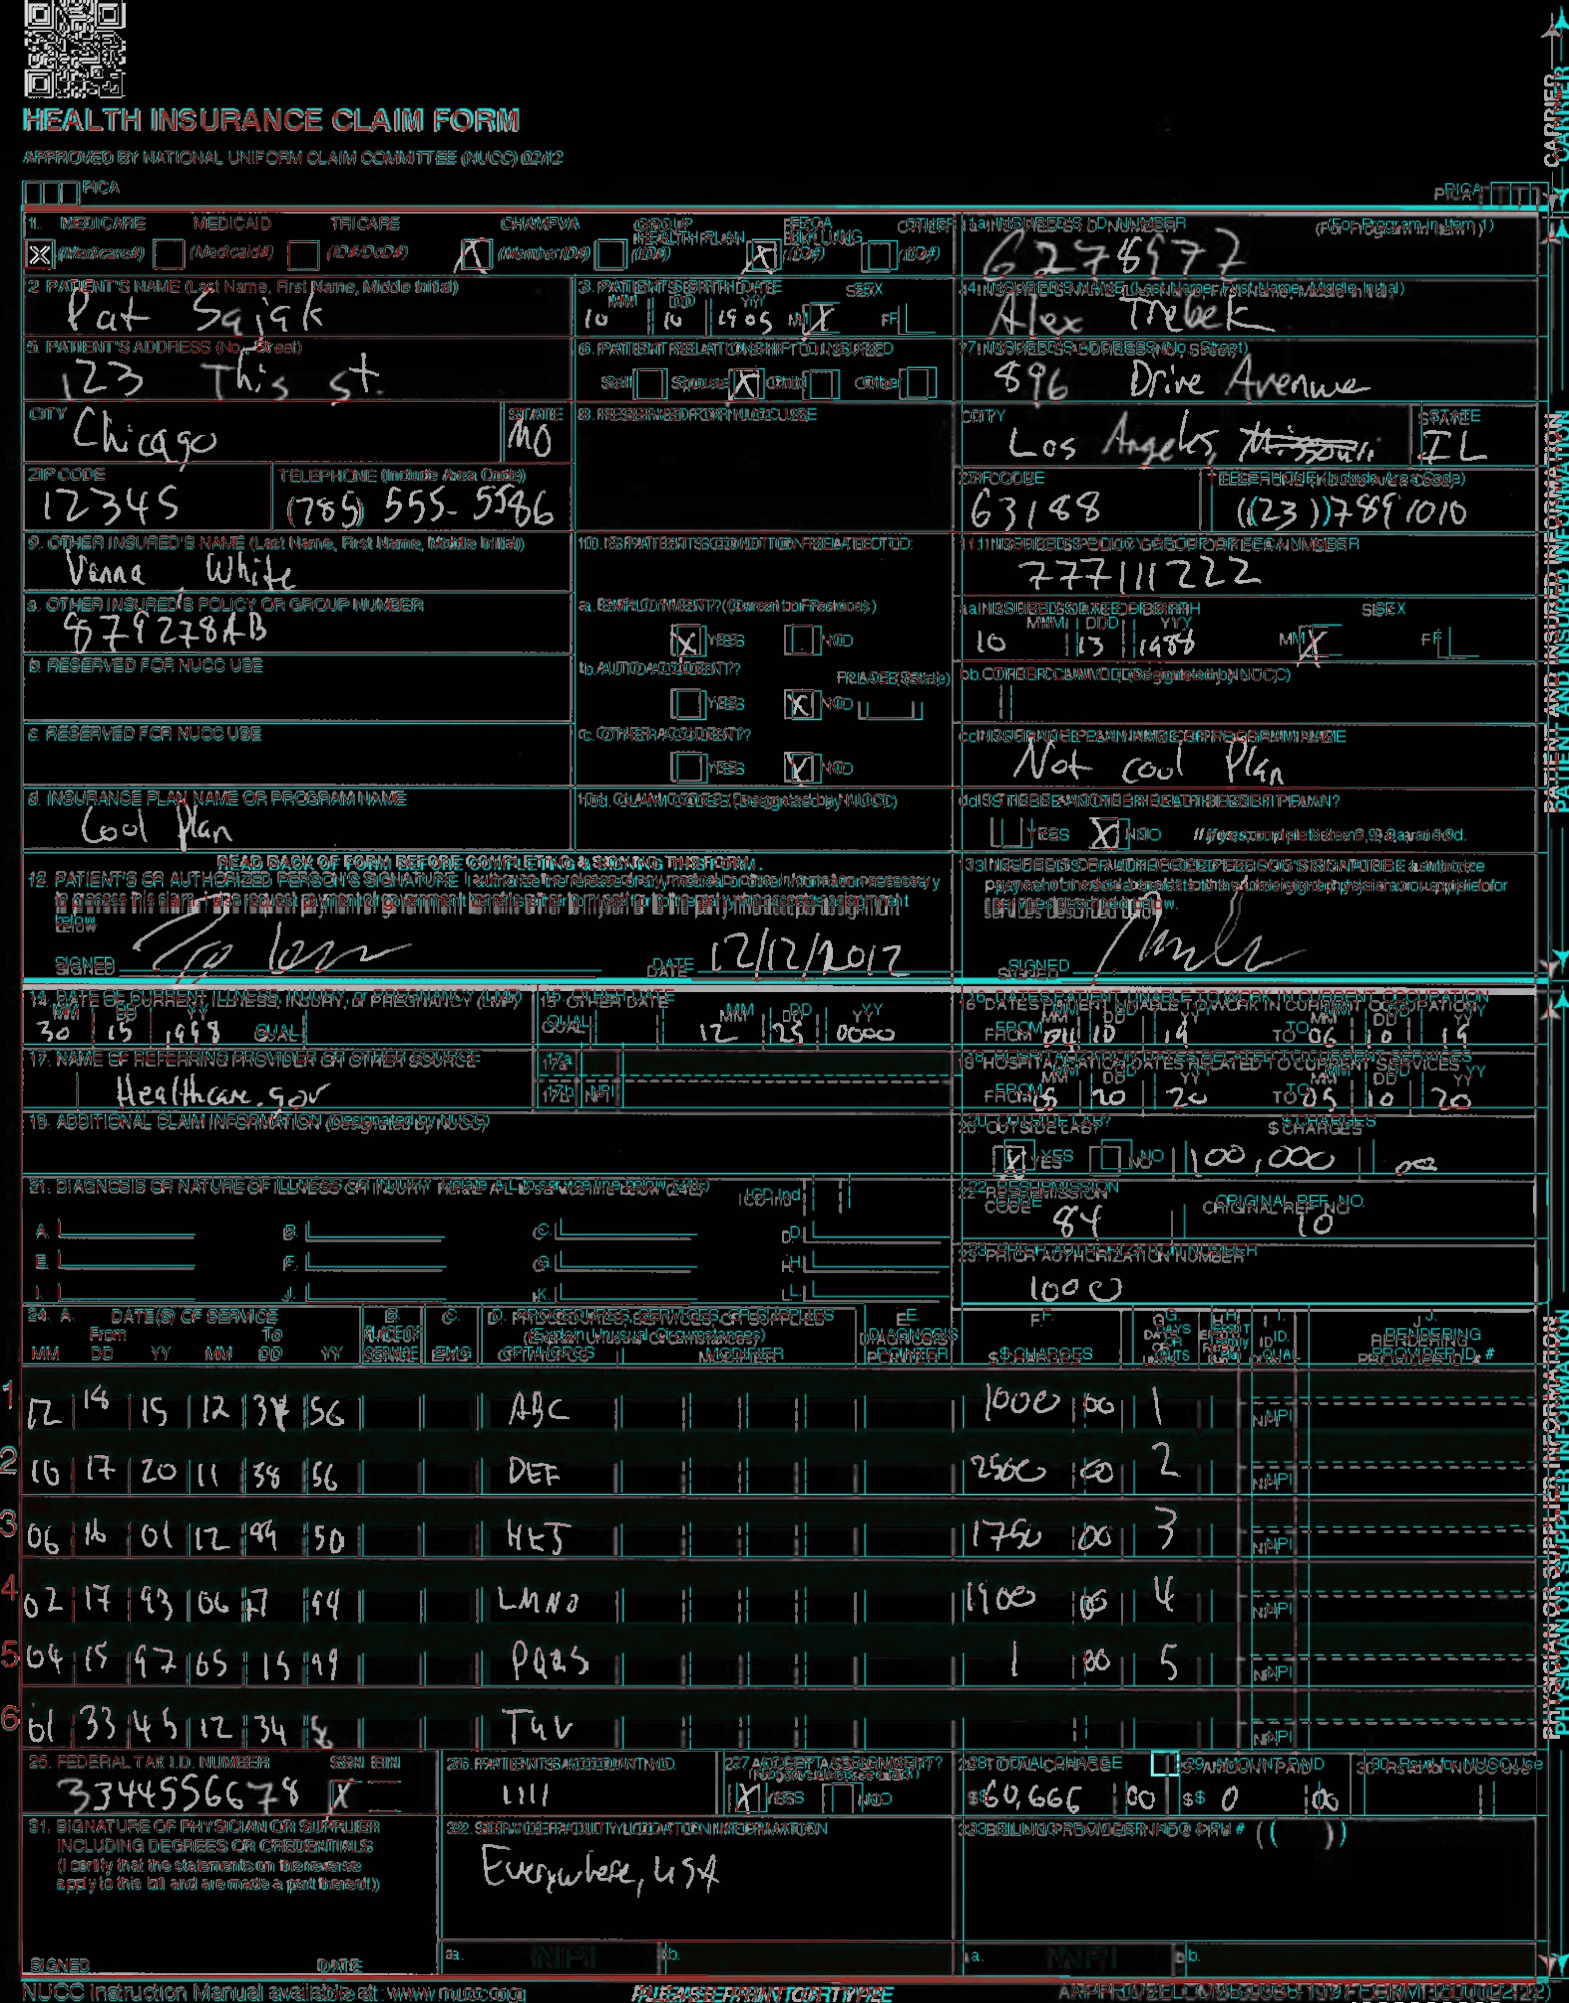 HEALTH INSURANCE CLAIM FORM
APPROVED BY NATIONAL UNIFORM CLAIM COMMITTEE (NUCC) 02/12
PICA PICA
1. MEDICARE MEDICAID TRICARE CHAMPVA GROUP HEALTH PLAN FECA BLK LUNG OTHER 1a. INSURED'S I.D. NUMBER (For Program in Item 1)
X (Medicare#) (Medicaid#) (ID#/DoD#) X (Member ID#) (ID#) X (ID#) (ID#) 6278977
2. PATIENT'S NAME (Last Name, First Name, Middle Initial) 3. PATIENT'S BIRTH DATE SEX 4. INSURED'S NAME (Last Name, First Name, Middle Initial)
MM DD YY
Pat Sajak 10 10 1905 M X F Alex Trebek
5. PATIENT'S ADDRESS (No., Street) 6. PATIENT RELATIONSHIP TO INSURED 7. INSURED'S ADDRESS (No., Street)
123 This st. Self Spouse X Child Other 896 Drive Avenue
CITY STATE 8. RESERVED FOR NUCC USE CITY STATE
Chicago MO Los Angels, IL
ZIP CODE TELEPHONE (Include Area Code) ZIP CODE TELEPHONE (Include Area Code)
12345 (785) 555-5586 63188 (23) 7891010
9. OTHER INSURED'S NAME (Last Name, First Name, Middle Initial) 10. IS PATIENT'S CONDITION RELATED TO: 11. INSURED'S POLICY GROUP OR FECA NUMBER
Vanna White 777111222
a. OTHER INSURED'S POLICY OR GROUP NUMBER a. EMPLOYMENT? (Current or Previous) a. INSURED'S DATE OF BIRTH SEX
MM DD YY
879278AB X YES NO 10 13 1988 M X F
b. RESERVED FOR NUCC USE b. AUTO ACCIDENT? PLACE (State) b. OTHER CLAIM ID (Designated by NUCC)
YES X NO
c. RESERVED FOR NUCC USE c. OTHER ACCIDENT? c. INSURANCE PLAN NAME OR PROGRAM NAME
YES X NO Not cool Plan
d. INSURANCE PLAN NAME OR PROGRAM NAME 10d. CLAIM CODES (Designated by NUCC) d. IS THERE ANOTHER HEALTH BENEFIT PLAN?
Cool Plan YES X NO If yes, complete items 9, 9a, and 9d.
READ BACK OF FORM BEFORE COMPLETING & SIGNING THIS FORM.
12. PATIENT'S OR AUTHORIZED PERSON'S SIGNATURE I authorize the release of any medical or other information necessary
to process this claim. I also request payment of government benefits either to myself or to the party who accepts assignment
below
13. INSURED'S OR AUTHORIZED PERSON'S SIGNATURE I authorize
payment of medical benefits to the undersigned physician or supplier for
services described below.
SIGNED DATE 12/12/2012 SIGNED
14. DATE OF CURRENT ILLNESS, INJURY, or PREGNANCY (LMP) 15. OTHER DATE 16. DATES PATIENT UNABLE TO WORK IN CURRENT OCCUPATION
MM DD YY MM DD YY MM DD YY MM DD YY
30 15 1998 QUAL. QUAL. 12 25 0000 FROM 04 10 19 TO 06 10 19
17. NAME OF REFERRING PROVIDER OR OTHER SOURCE 17a. 18. HOSPITALIZATION DATES RELATED TO CURRENT SERVICES
MM DD YY MM DD YY
Healthcare.gov 17b. NPI FROM 15 20 20 TO 05 10 20
19. ADDITIONAL CLAIM INFORMATION (Designated by NUCC) 20. OUTSIDE LAB? $ CHARGES
X YES NO 100,000 00
21. DIAGNOSIS OR NATURE OF ILLNESS OR INJURY Relate A-L to service line below (24E) ICD Ind. 22. RESUBMISSION CODE ORIGINAL REF. NO.
84 10
A. B. C. D.
E. F. G. H. 23. PRIOR AUTHORIZATION NUMBER
I. J. K. L. 1000
24. A. DATE(S) OF SERVICE B. C. D. PROCEDURES, SERVICES, OR SUPPLIES E. F. G. H. I. J.
From To PLACE OF (Explain Unusual Circumstances) DIAGNOSIS DAYS OR UNITS ID. RENDERING
MM DD YY MM DD YY SERVICE EMG CPT/HCPCS MODIFIER POINTER $ CHARGES QUAL. PROVIDER ID. #
1 12 18 15 12 34 56 ABC 1000 00 1 NPI
2 10 17 20 11 38 56 DEF 2500 00 2 NPI
3 06 16 01 12 89 50 HIJ 1750 00 3 NPI
4 02 17 93 06 17 94 LMNO 1900 00 4 NPI
5 04 15 97 05 15 99 PQRS 1 00 5 NPI
6 01 33 45 12 34 TUV NPI
25. FEDERAL TAX I.D. NUMBER SSN EIN 26. PATIENT'S ACCOUNT NO. 27. ACCEPT ASSIGNMENT? 28. TOTAL CHARGE 29. AMOUNT PAID 30. Rsvd for NUCC Use
3344556678 X 1111 X YES NO $ 60,666 00 $ 0 00
31. SIGNATURE OF PHYSICIAN OR SUPPLIER
INCLUDING DEGREES OR CREDENTIALS
(I certify that the statements on the reverse
apply to this bill and are made a part thereof.)
32. SERVICE FACILITY LOCATION INFORMATION 33. BILLING PROVIDER INFO & PH # ( )
Everywhere, USA
SIGNED DATE a. NPI b. a. NPI b.
NUCC Instruction Manual available at: www.nucc.org PLEASE PRINT OR TYPE APPROVED OMB-0938-1197 FORM 1500 (02-12)
CARRIER
PATIENT AND INSURED INFORMATION
PHYSICIAN OR SUPPLIER INFORMATION